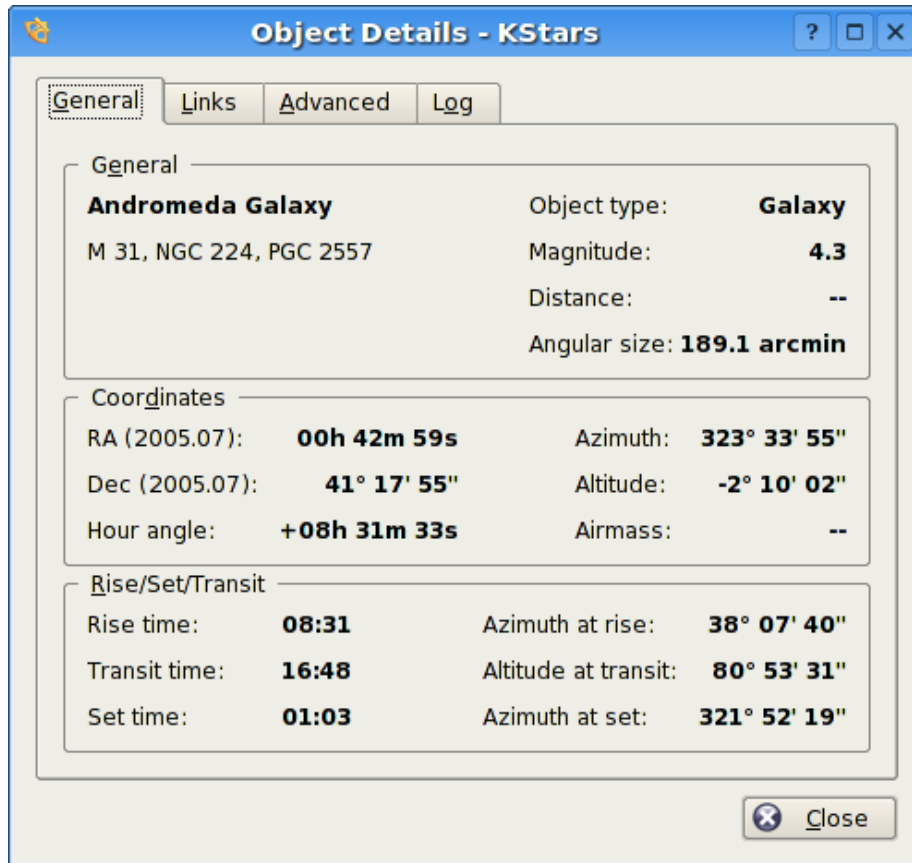 Object Details - KStars
?
General Links Advanced Log
General
Andromeda Galaxy Object type: Galaxy
M 31, NGC 224, PGC 2557 Magnitude: 4.3
Distance: --
Angular size: 189.1 arcmin
Coordinates
RA (2005.07): 00h 42m 59s Azimuth: 323° 33' 55"
Dec (2005.07): 41° 17' 55" Altitude: -2° 10' 02"
Hour angle: +08h 31m 33s Airmass: --
Rise/Set/Transit
Rise time: 08:31 Azimuth at rise: 38° 07' 40"
Transit time: 16:48 Altitude at transit: 80° 53' 31"
Set time: 01:03 Azimuth at set: 321° 52' 19"
Close